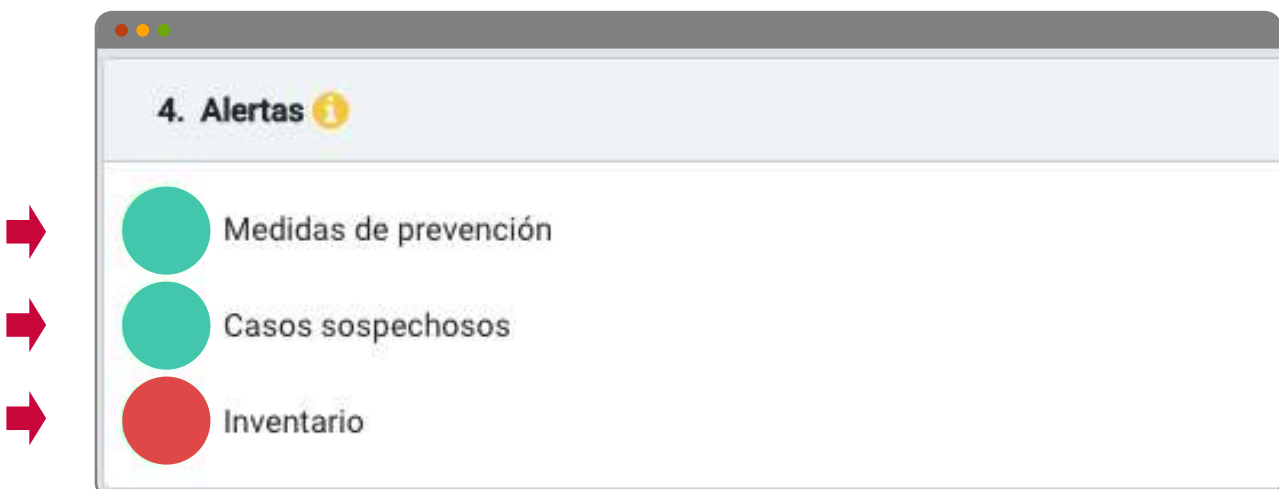 4. Alertas
Medidas de prevención
Casos sospechosos
Inventario